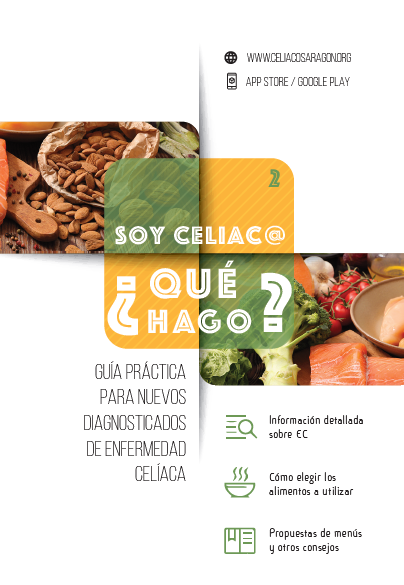 WWW.CELIACOSARAGON.ORG
APP STORE / GOOGLE PLAY
2
SOY CELIAC@
¿QUÉ
HAGO?
GUÍA PRÁCTICA
PARA NUEVOS
DIAGNOSTICADOS
DE ENFERMEDAD
CELÍACA
Información detallada
sobre EC
Cómo elegir los
alimentos a utilizar
Propuestas de menús
y otros consejos